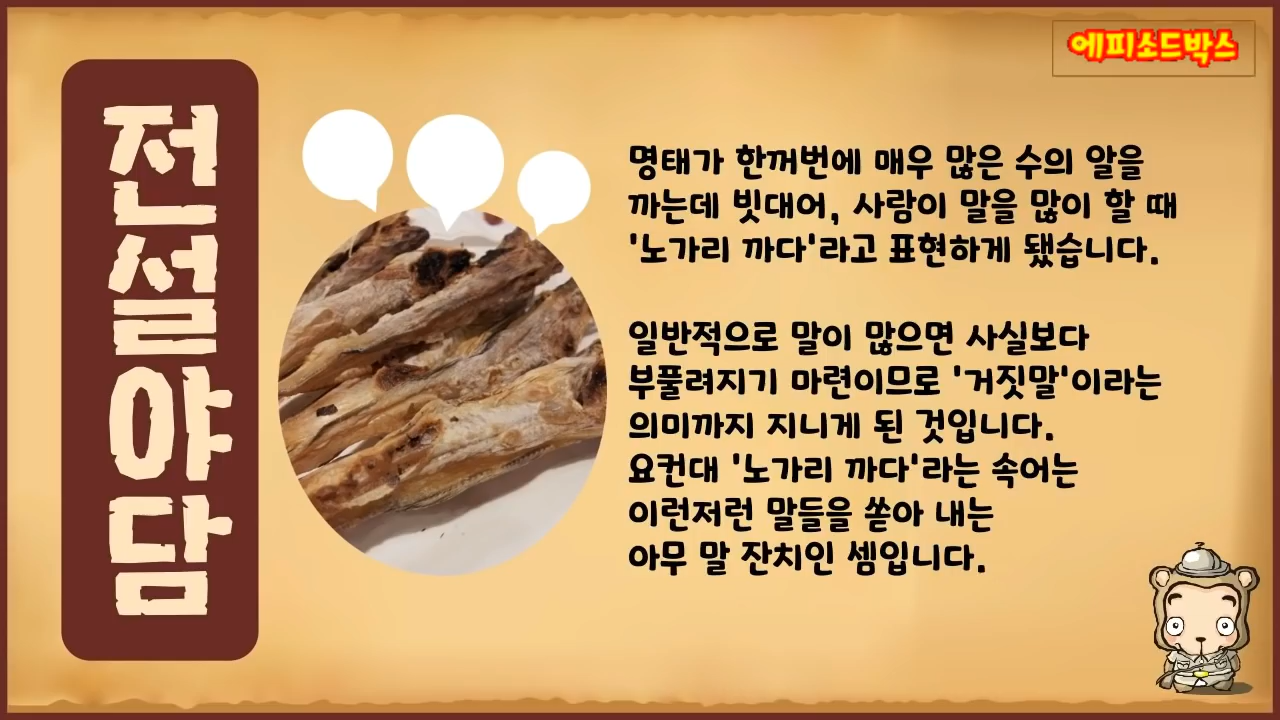 에피소드박스
전설야담
명태가 한꺼번에 매우 많은 수의 알을
까는데 빗대어, 사람이 말을 많이 할 때
'노가리 까다'라고 표현하게 됐습니다.
일반적으로 말이 많으면 사실보다
부풀려지기 마련이므로 '거짓말'이라는
의미까지 지니게 된 것입니다.
요컨대 '노가리 까다'라는 속어는
이런저런 말들을 쏟아 내는
아무 말 잔치인 셈입니다.